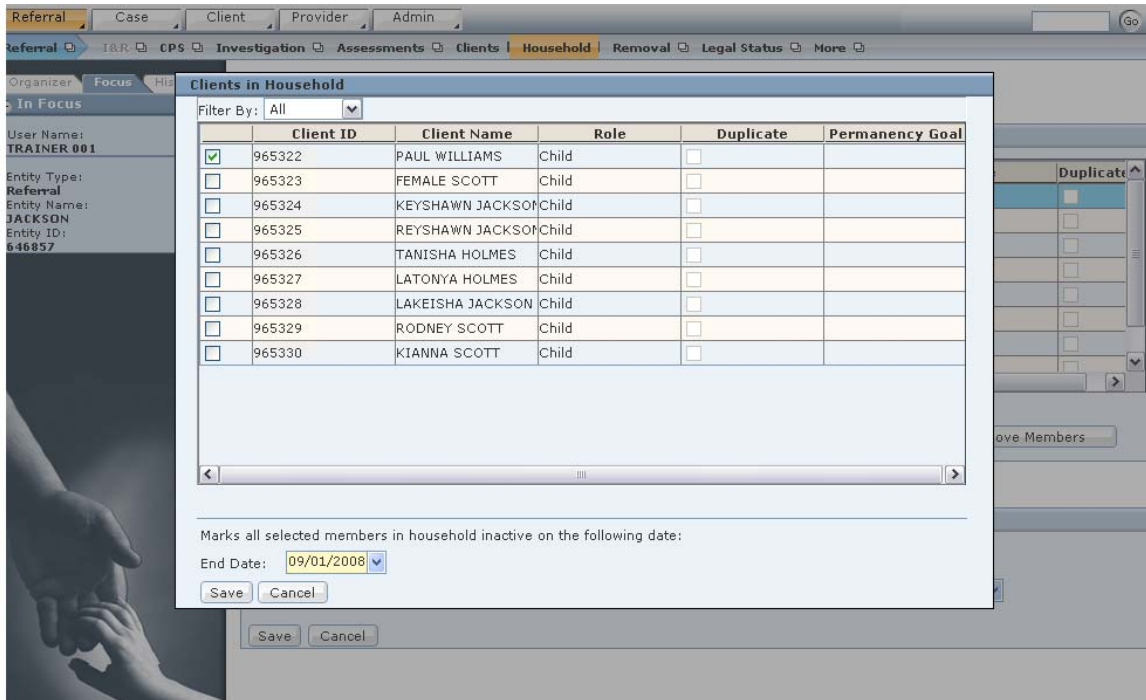 Referral Case Client Provider Admin Go
Referral I&R CPS Investigation Assessments Clients Household Removal Legal Status More
Organizer Focus His
In Focus
User Name:
TRAINER 001
Entity Type:
Referral
Entity Name:
JACKSON
Entity ID:
646857
Clients in Household
Filter By: All
Client ID Client Name Role Duplicate Permanency Goal
965322 PAUL WILLIAMS Child
965323 FEMALE SCOTT Child
965324 KEYSHAWN JACKSON Child
965325 REYSHAWN JACKSON Child
965326 TANISHA HOLMES Child
965327 LATONYA HOLMES Child
965328 LAKEISHA JACKSON Child
965329 RODNEY SCOTT Child
965330 KIANNA SCOTT Child
Marks all selected members in household inactive on the following date:
End Date: 09/01/2008
Save Cancel
Duplicate
ove Members
Save Cancel